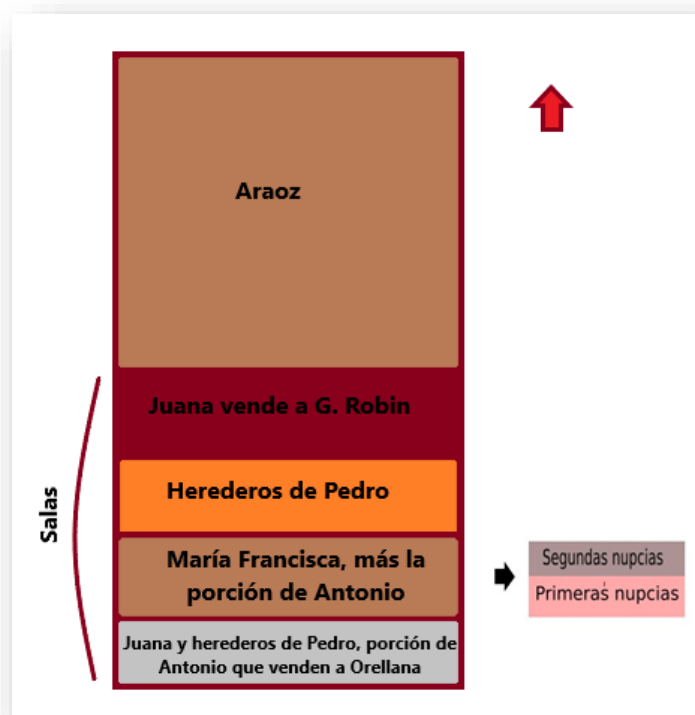 Araoz
Juana vende a G. Robin
Herederos de Pedro
Salas
María Francisca, más la
porción de Antonio
Segundas nupcias
Primeras nupcias
Juana y herederos de Pedro, porción de
Antonio que venden a Orellana